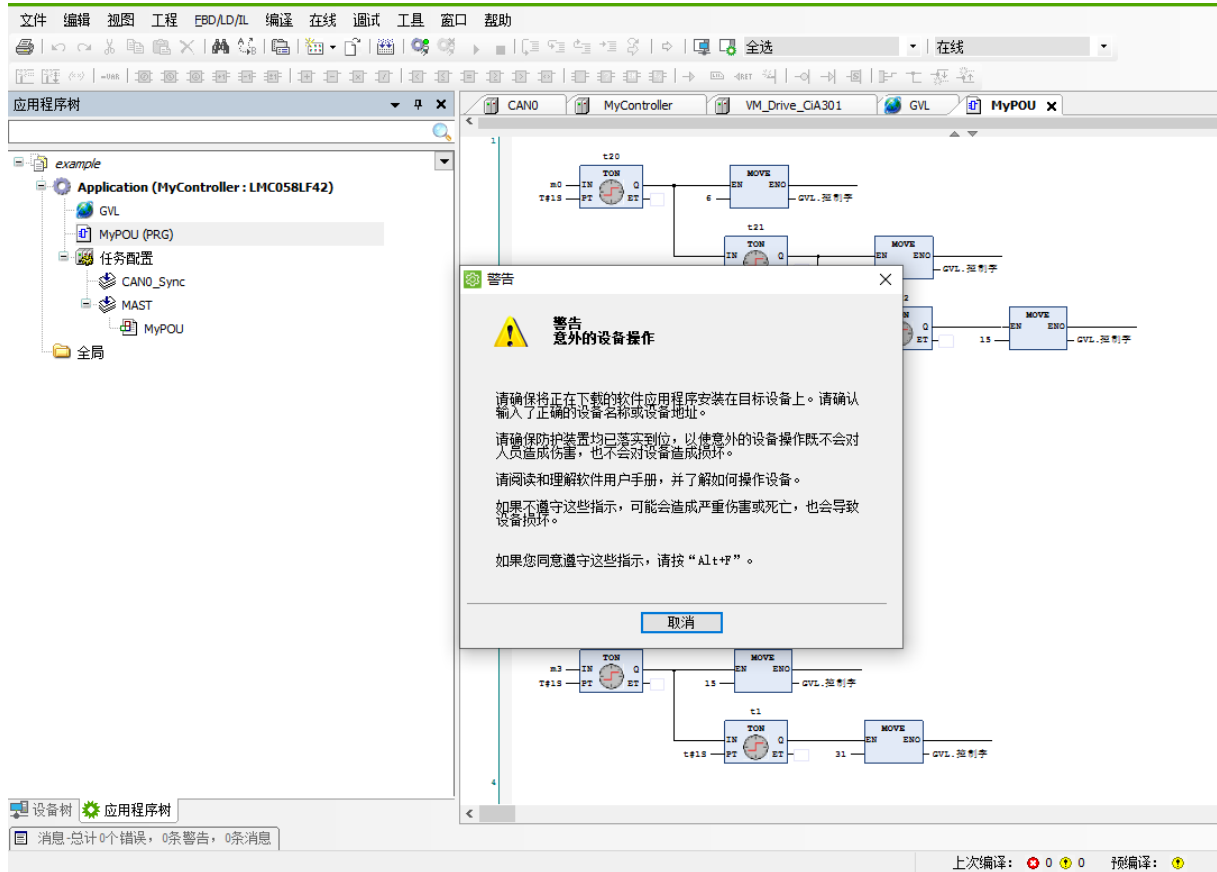 文件 编辑 视图 工程 FBD/LD/IL 编译 在线 调试 工具 窗口 帮助
全选 在线
应用程序树
CAN0 MyController VM_Drive_CiA301 GVL MyPOU
example
Application (MyController : LMC058LF42)
GVL
MyPOU (PRG)
任务配置
CAN0_Sync
MAST
MyPOU
全局
1
t20
TON MOVE
m0 IN Q EN ENO
T#1S PT ET 6 GVL.控制字
t21
TON MOVE
IN Q EN ENO
GVL.控制字
2
N MOVE
Q EN ENO
ET 15 GVL.控制字
警告
警告
意外的设备操作
请确保将正在下载的软件应用程序安装在目标设备上。请确认
输入了正确的设备名称或设备地址。
请确保防护装置均已落实到位，以使意外的设备操作既不会对
人员造成伤害，也不会对设备造成损坏。
请阅读和理解软件用户手册，并了解如何操作设备。
如果不遵守这些指示，可能会造成严重伤害或死亡，也会导致
设备损坏。
如果您同意遵守这些指示，请按“Alt+F”。
取消
TON MOVE
m3 IN Q EN ENO
T#1S PT ET 15 GVL.控制字
t1
TON MOVE
IN Q EN ENO
t#1S PT ET 31 GVL.控制字
4
设备树 应用程序树
消息-总计0个错误，0条警告，0条消息
上次编译： 0 0 预编译：